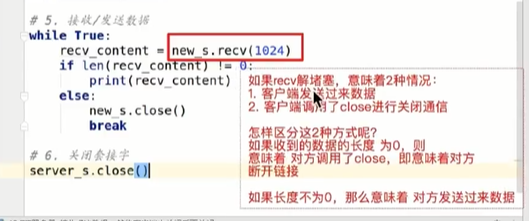 # 5. 接收/发送数据
while True:
recv_content = new_s.recv(1024)
if len(recv_content) != 0:
print(recv_content)
else:
new_s.close()
break
# 6. 关闭套接字
server_s.close()
如果recv解堵塞，意味着2种情况：
1. 客户端发送过来数据
2. 客户端调用了close进行关闭通信
怎样区分这2种方式呢？
如果收到的数据的长度 为0，则
意味着 对方调用了close，即意味着对方
断开链接
如果长度不为0，那么意味着 对方发送过来数据